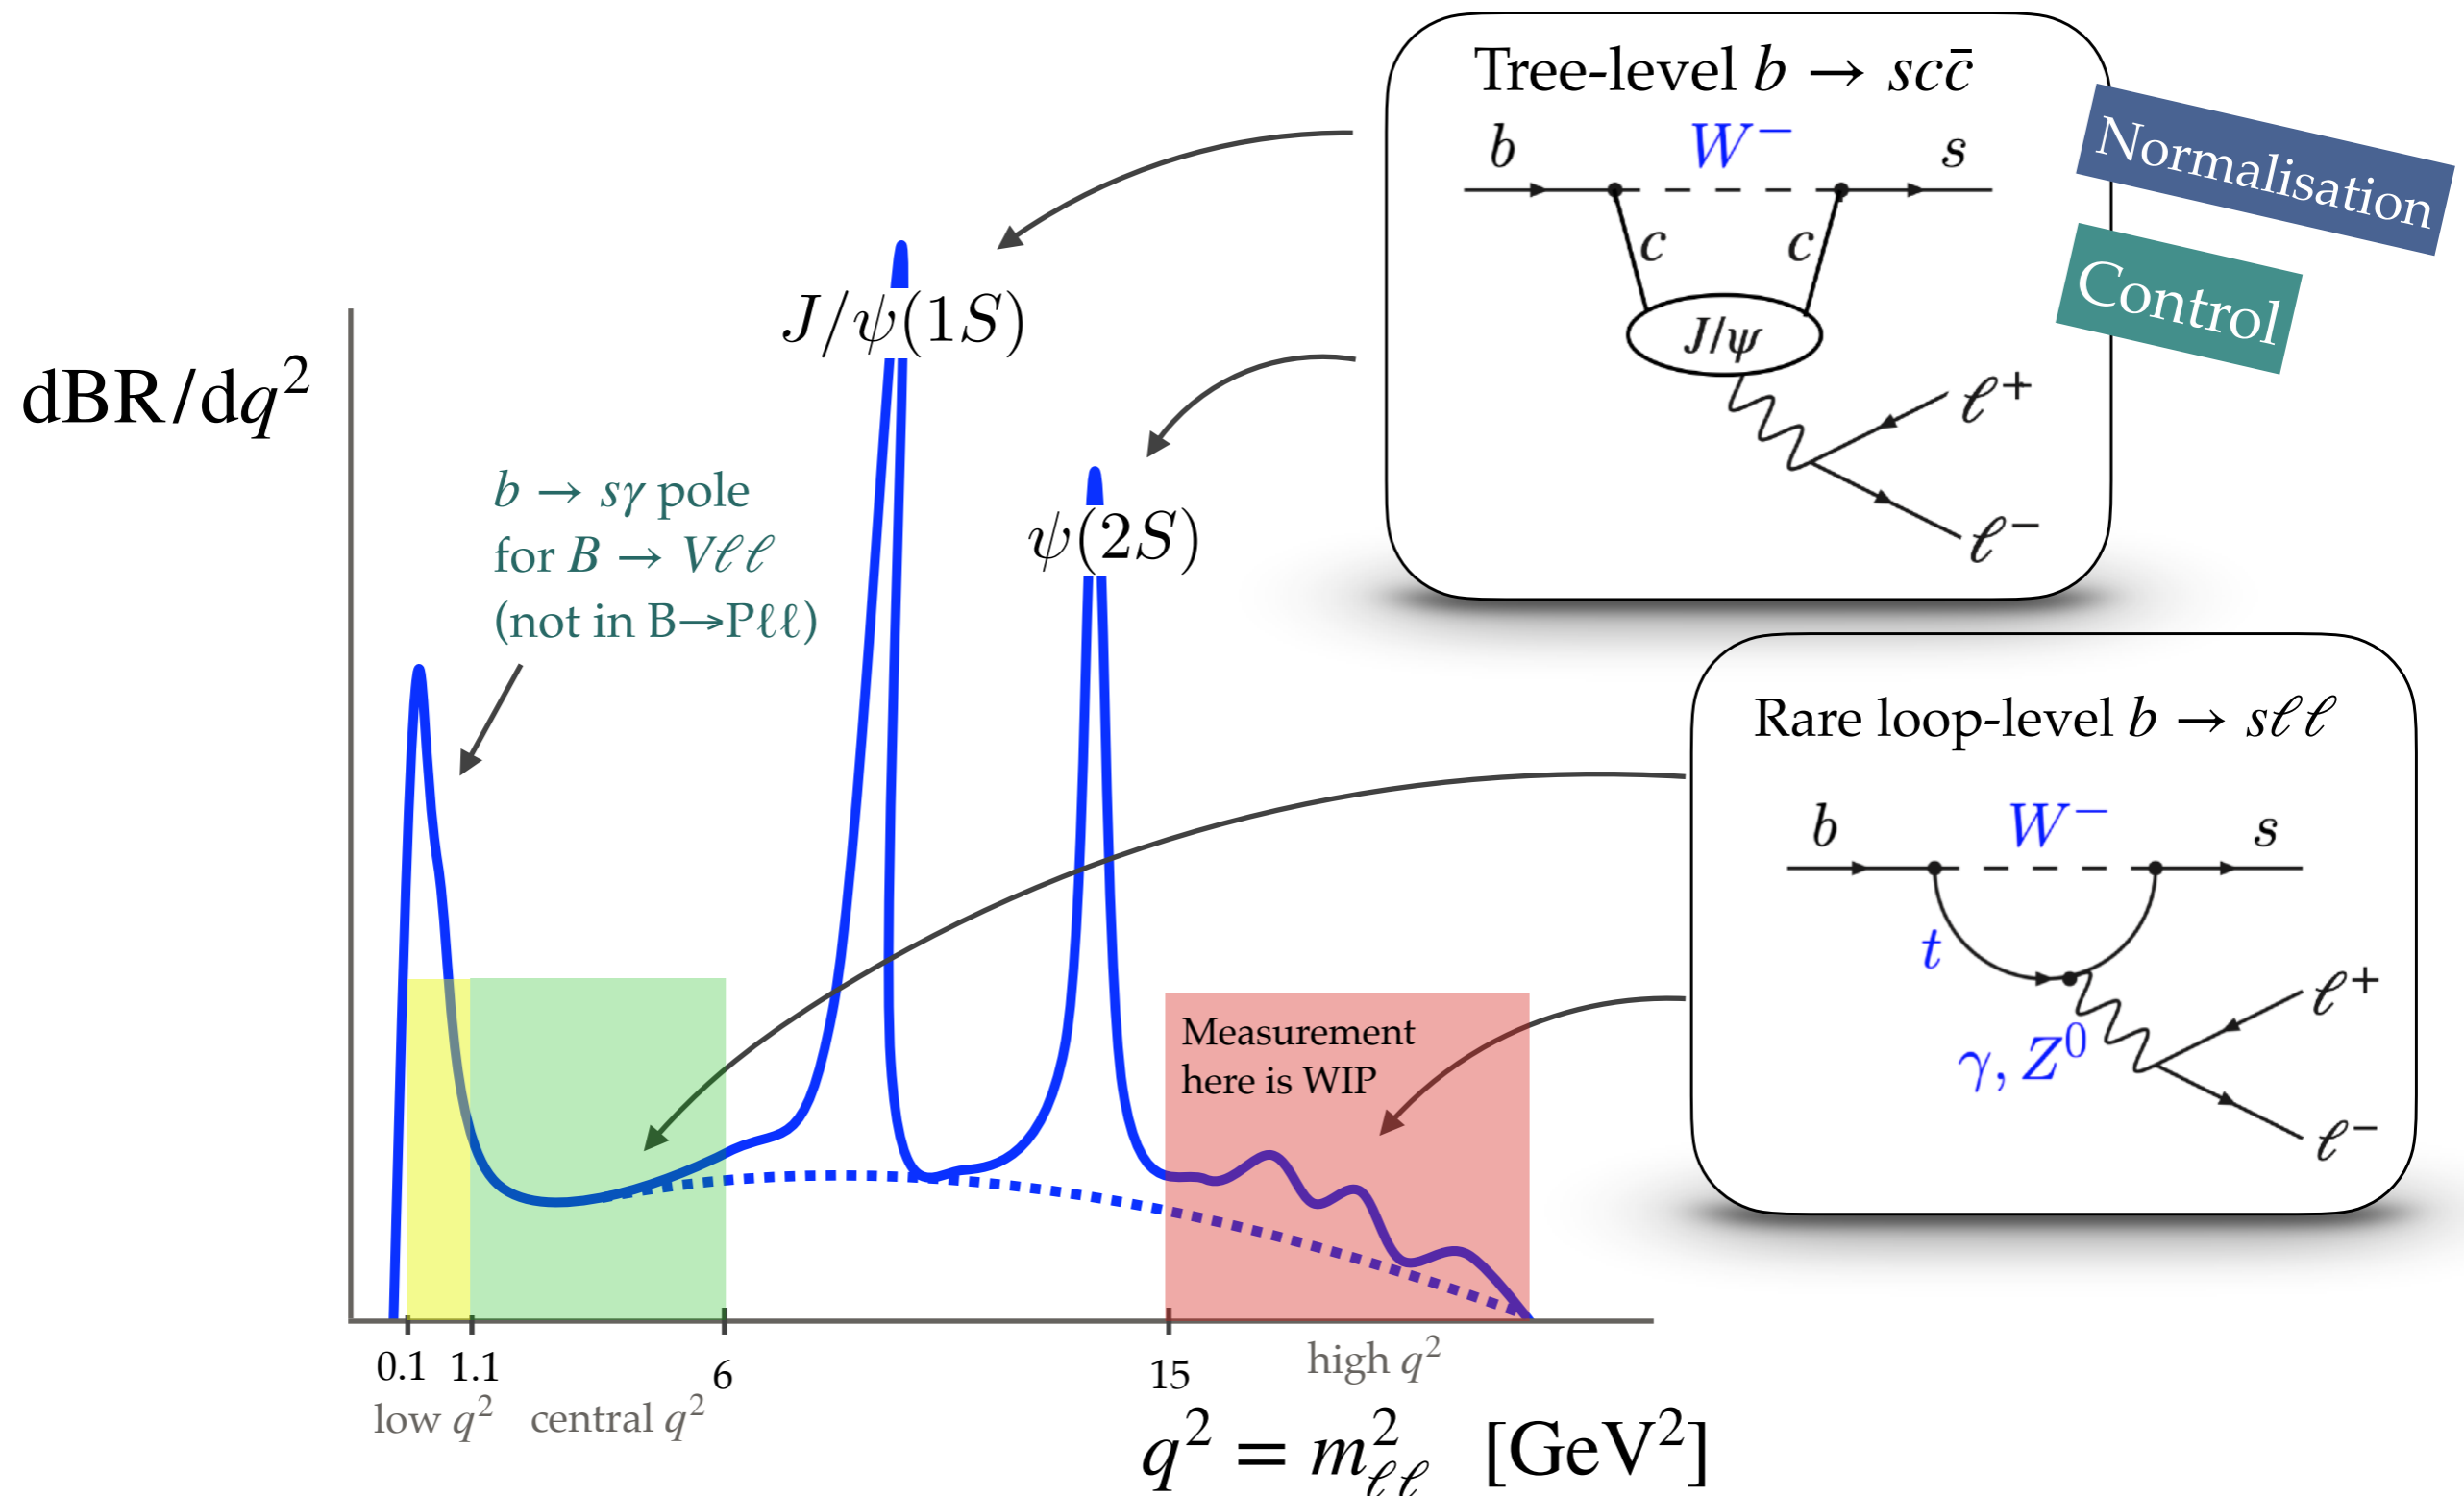 Tree-level b → scc̄
b W⁻ s
c c
J/ψ
ℓ⁺
ℓ⁻
Normalisation
Control
dBR/dq²
J/ψ(1S)
ψ(2S)
b → sγ pole
for B → Vℓℓ
(not in B→Pℓℓ)
Rare loop-level b → sℓℓ
b W⁻ s
t
γ, Z⁰
ℓ⁺
ℓ⁻
Measurement
here is WIP
0.1 1.1 6 15
low q² central q² high q²
q² = m²ℓℓ [GeV²]